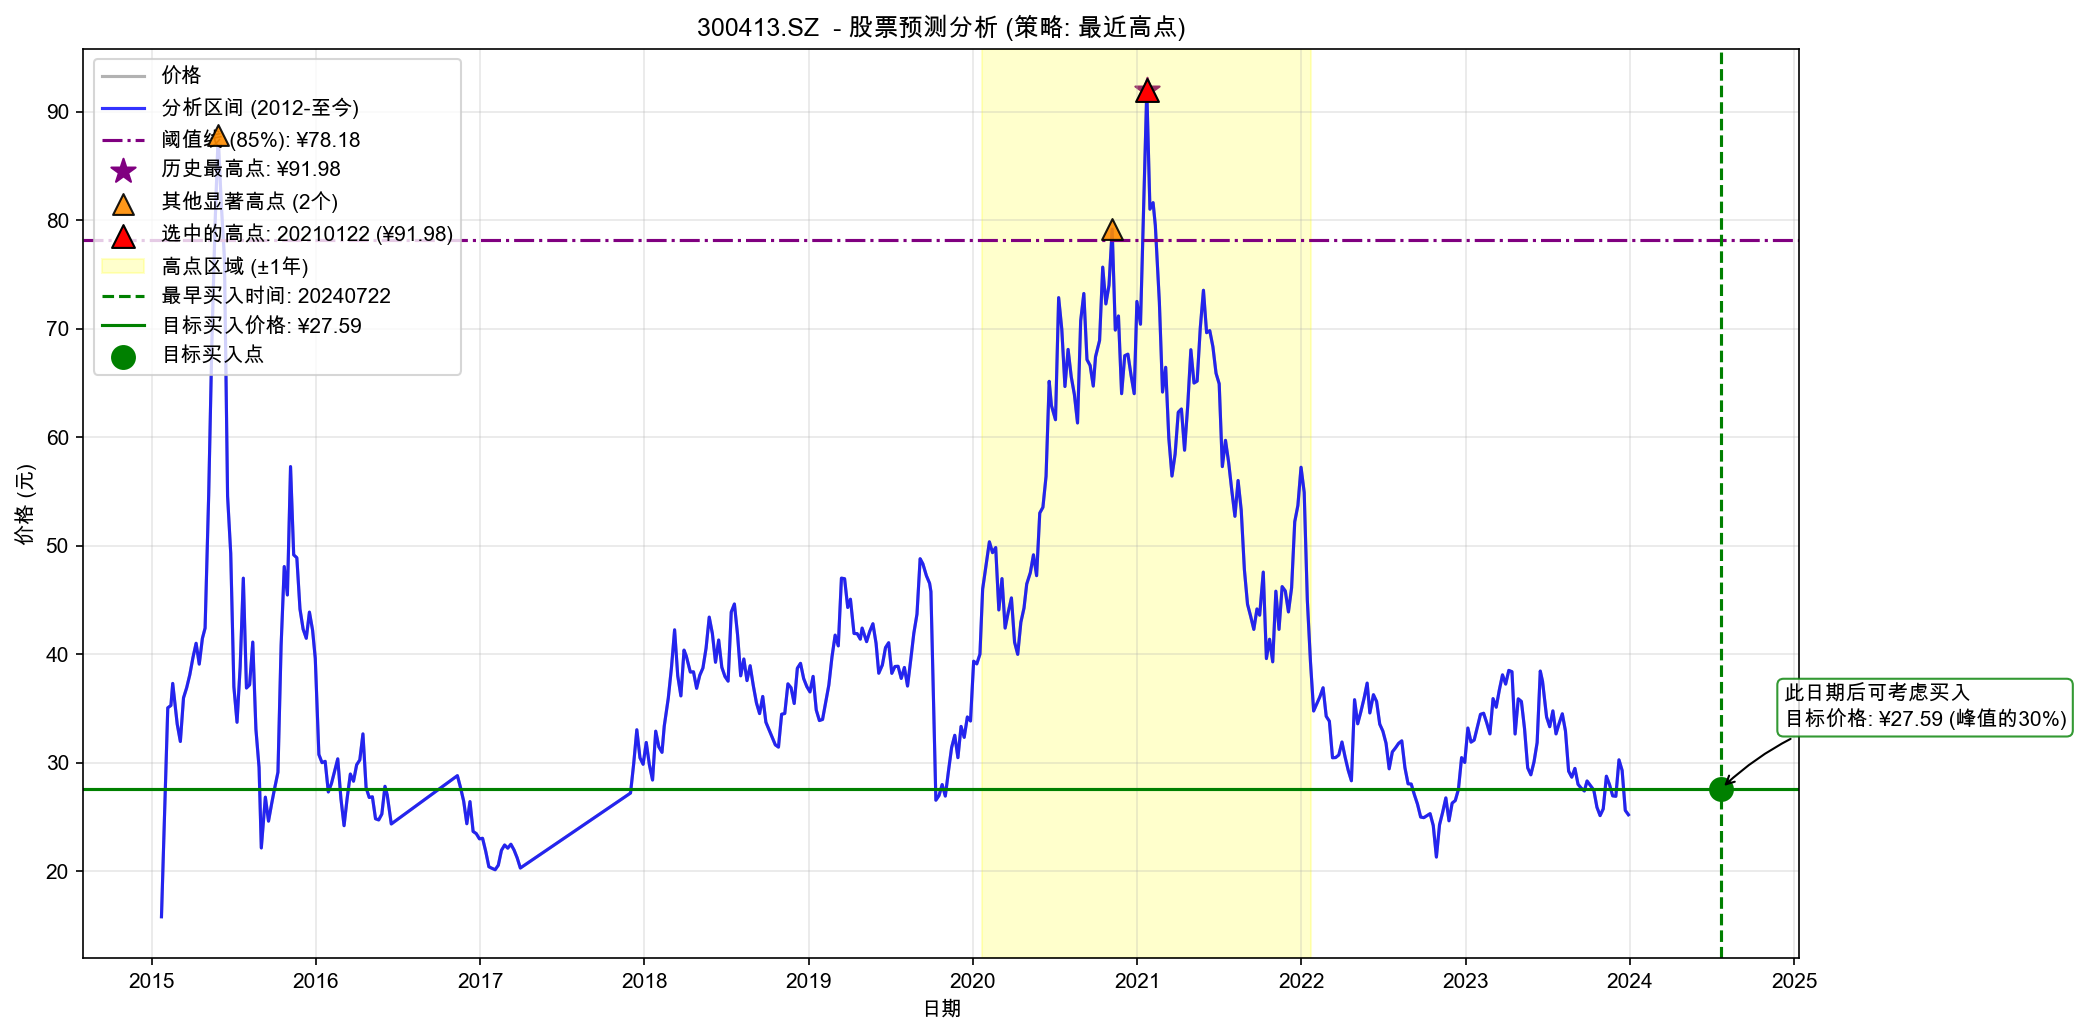 300413.SZ - 股票预测分析 (策略: 最近高点)
价格
分析区间 (2012-至今)
阈值线 (85%): ¥78.18
历史最高点: ¥91.98
其他显著高点 (2个)
选中的高点: 20210122 (¥91.98)
高点区域 (±1年)
最早买入时间: 20240722
目标买入价格: ¥27.59
目标买入点
90
80
70
60
50
40
30
20
价格 (元)
此日期后可考虑买入
目标价格: ¥27.59 (峰值的30%)
2015
2016
2017
2018
2019
2020
2021
2022
2023
2024
2025
日期